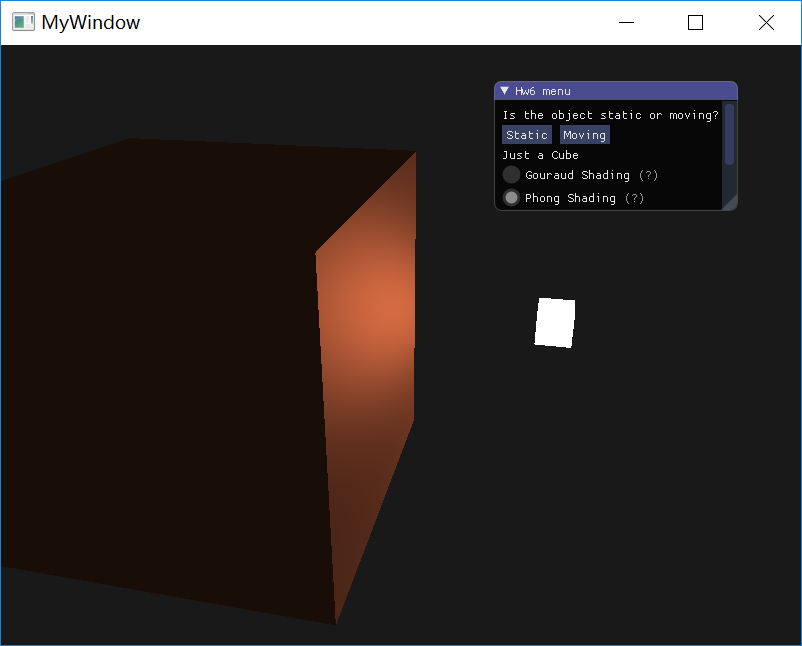 MyWindow
Hw6 menu
Is the object static or moving?
Static Moving
Just a Cube
Gouraud Shading (?)
Phong Shading (?)